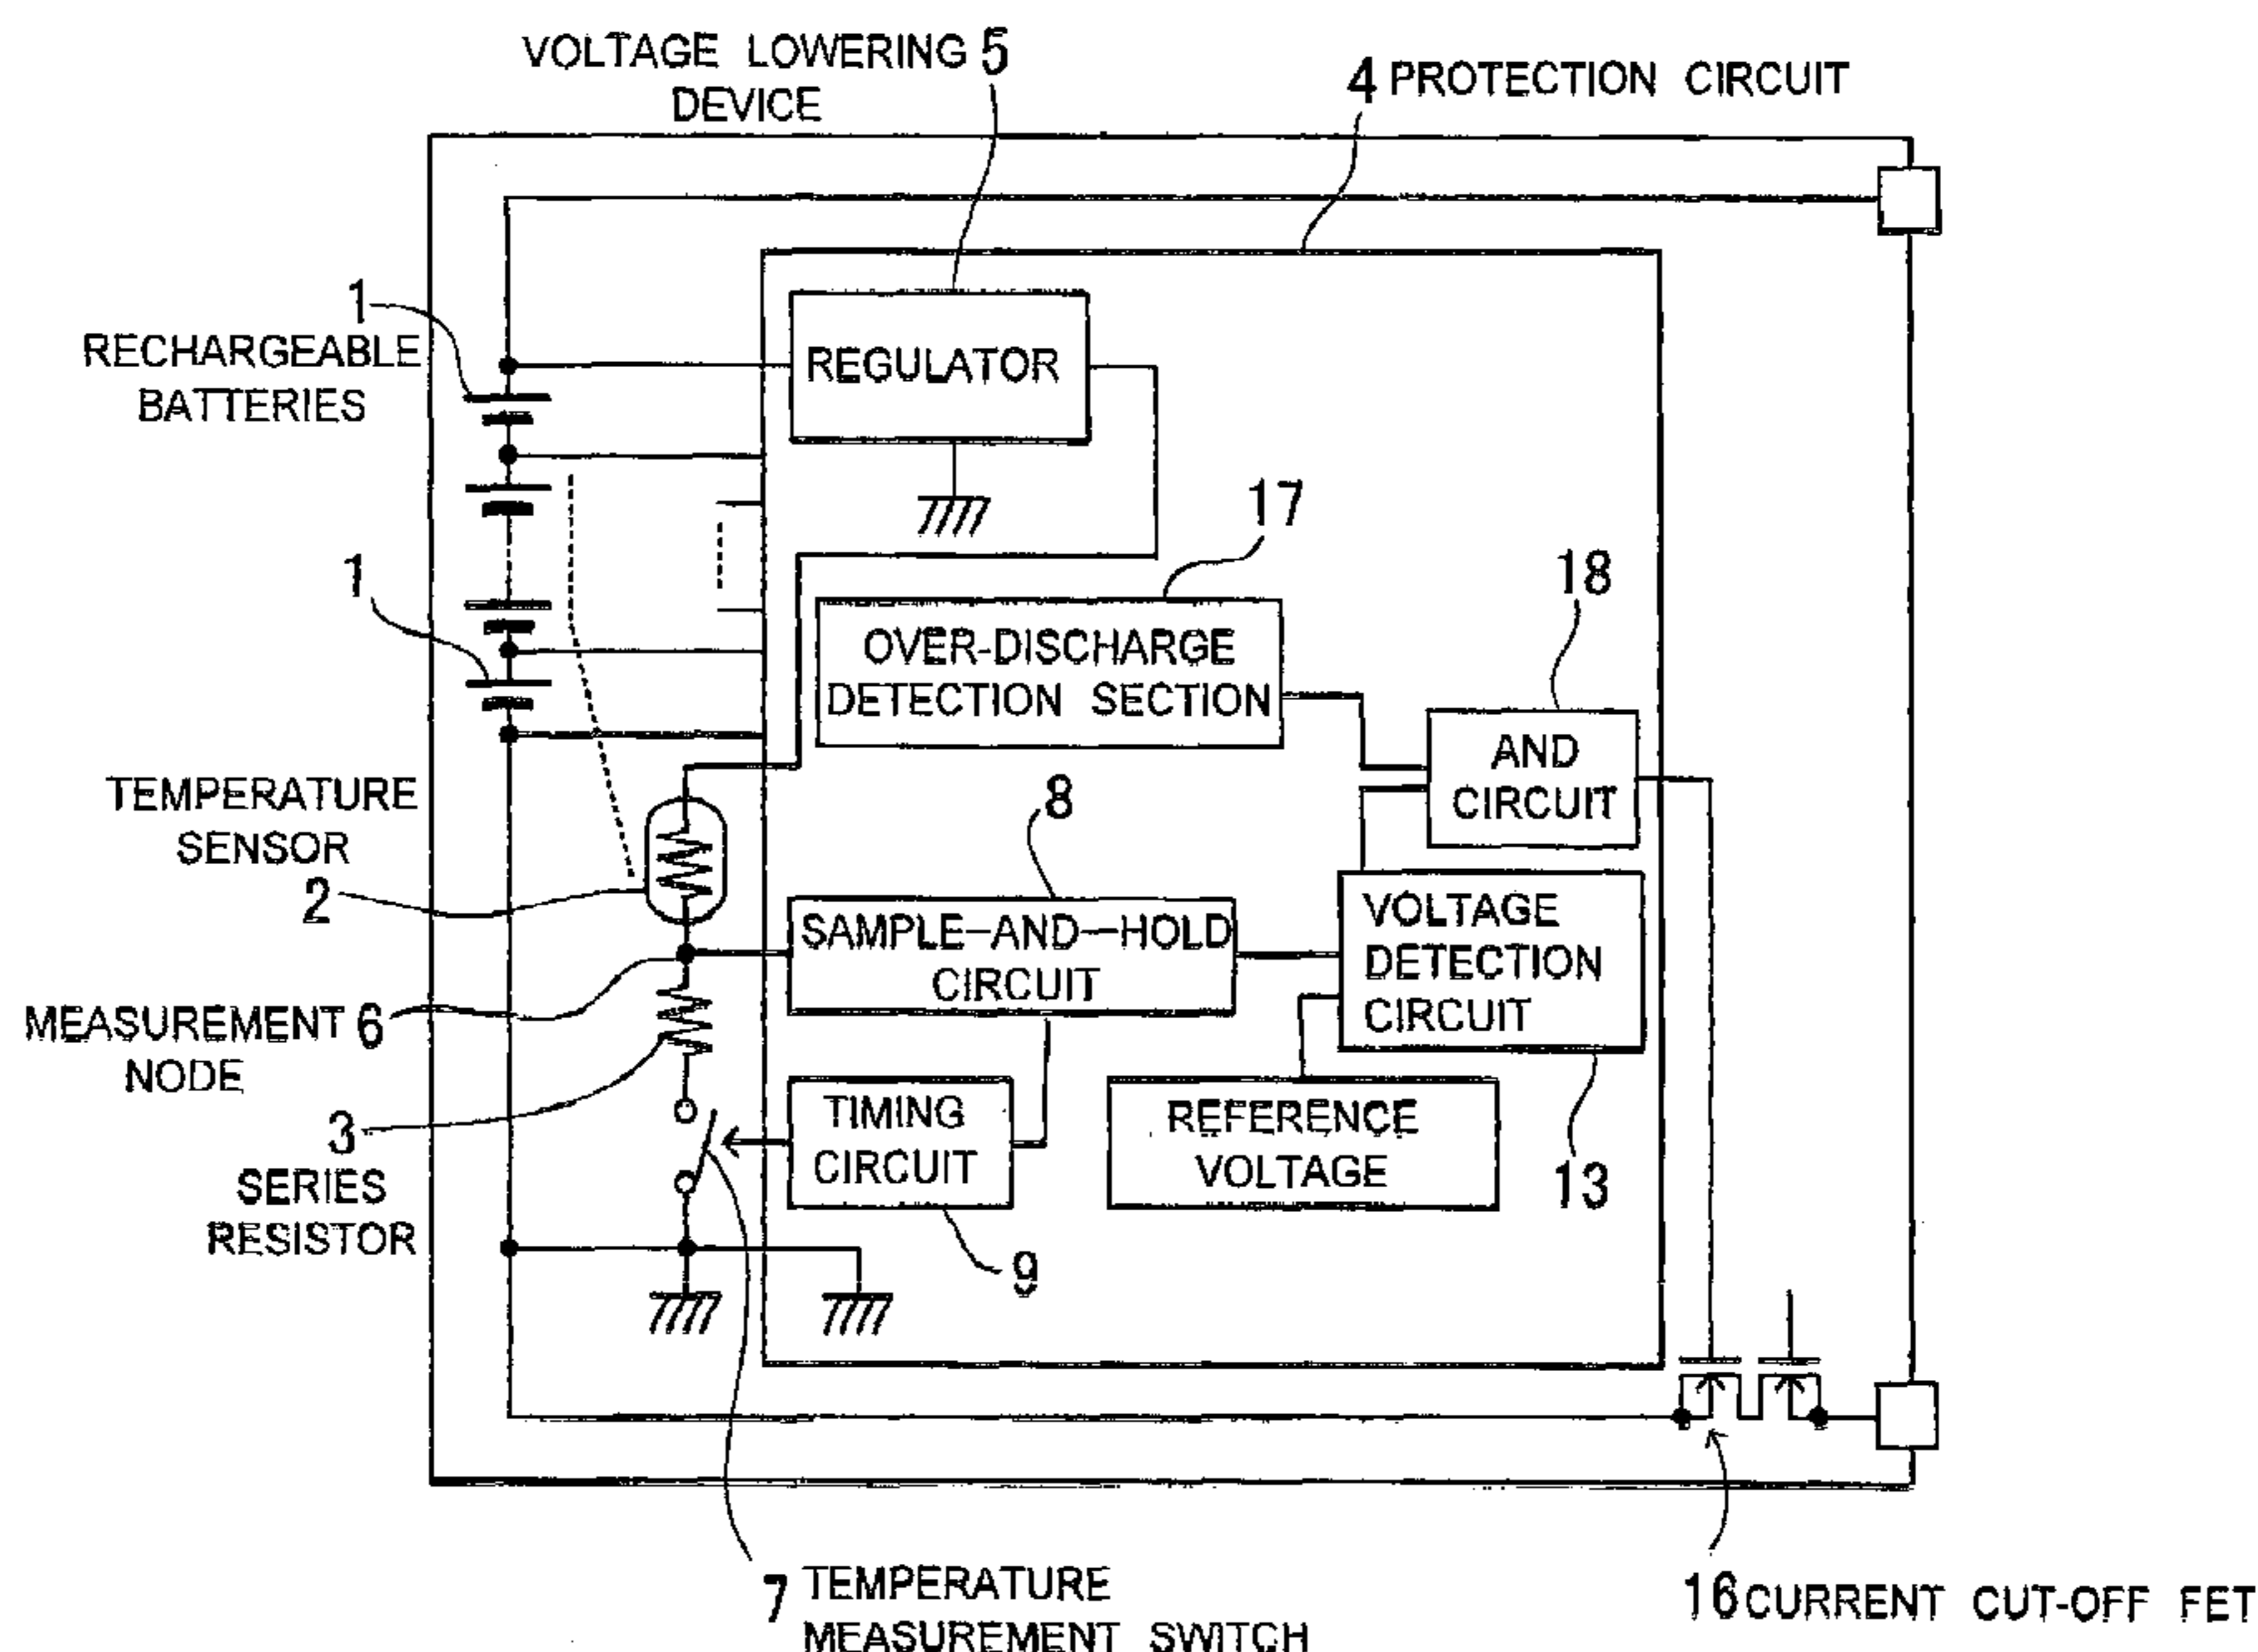 VOLTAGE LOWERING 5
DEVICE
4 PROTECTION CIRCUIT
1
RECHARGEABLE
BATTERIES
REGULATOR
17
1
18
OVER-DISCHARGE
DETECTION SECTION
AND
CIRCUIT
TEMPERATURE
SENSOR
2
8
SAMPLE-AND-HOLD
CIRCUIT
VOLTAGE
DETECTION
CIRCUIT
MEASUREMENT 6
NODE
3
SERIES
RESISTOR
TIMING
CIRCUIT
REFERENCE
VOLTAGE
13
9
7 TEMPERATURE
MEASUREMENT SWITCH
16 CURRENT CUT-OFF FET